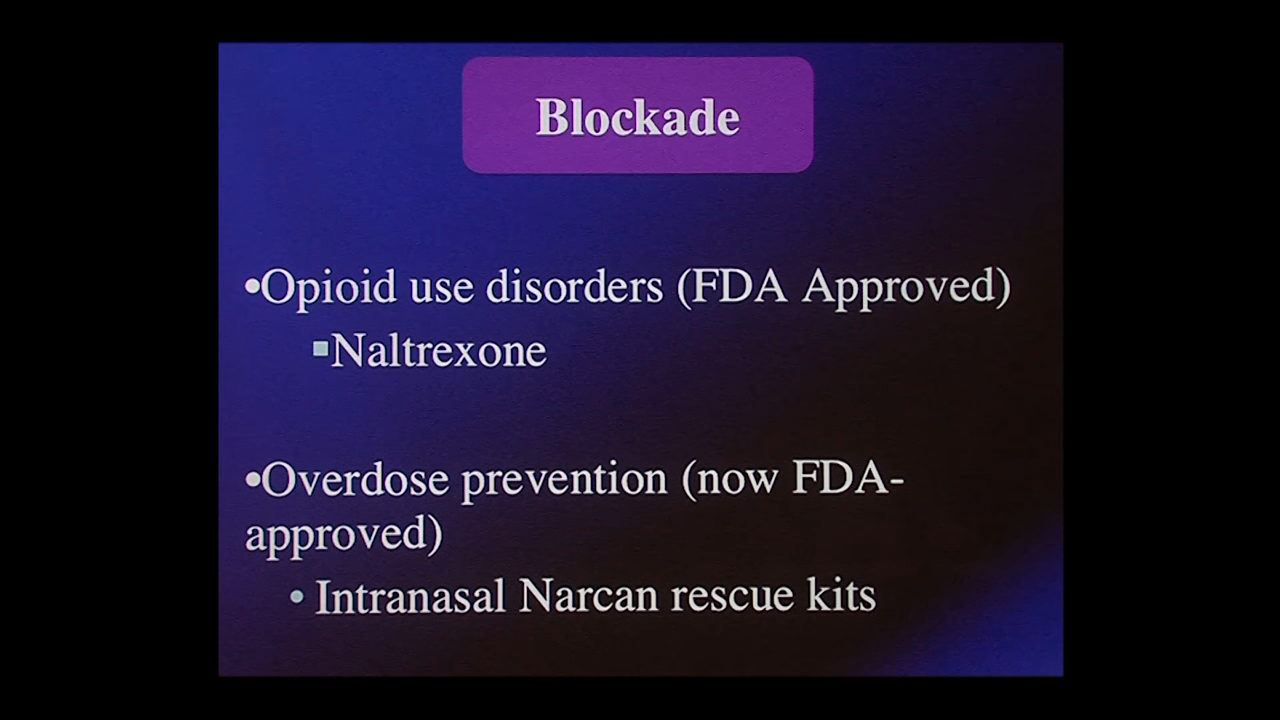 Blockade
•Opioid use disorders (FDA Approved)
▪Naltrexone
•Overdose prevention (now FDA-
approved)
• Intranasal Narcan rescue kits